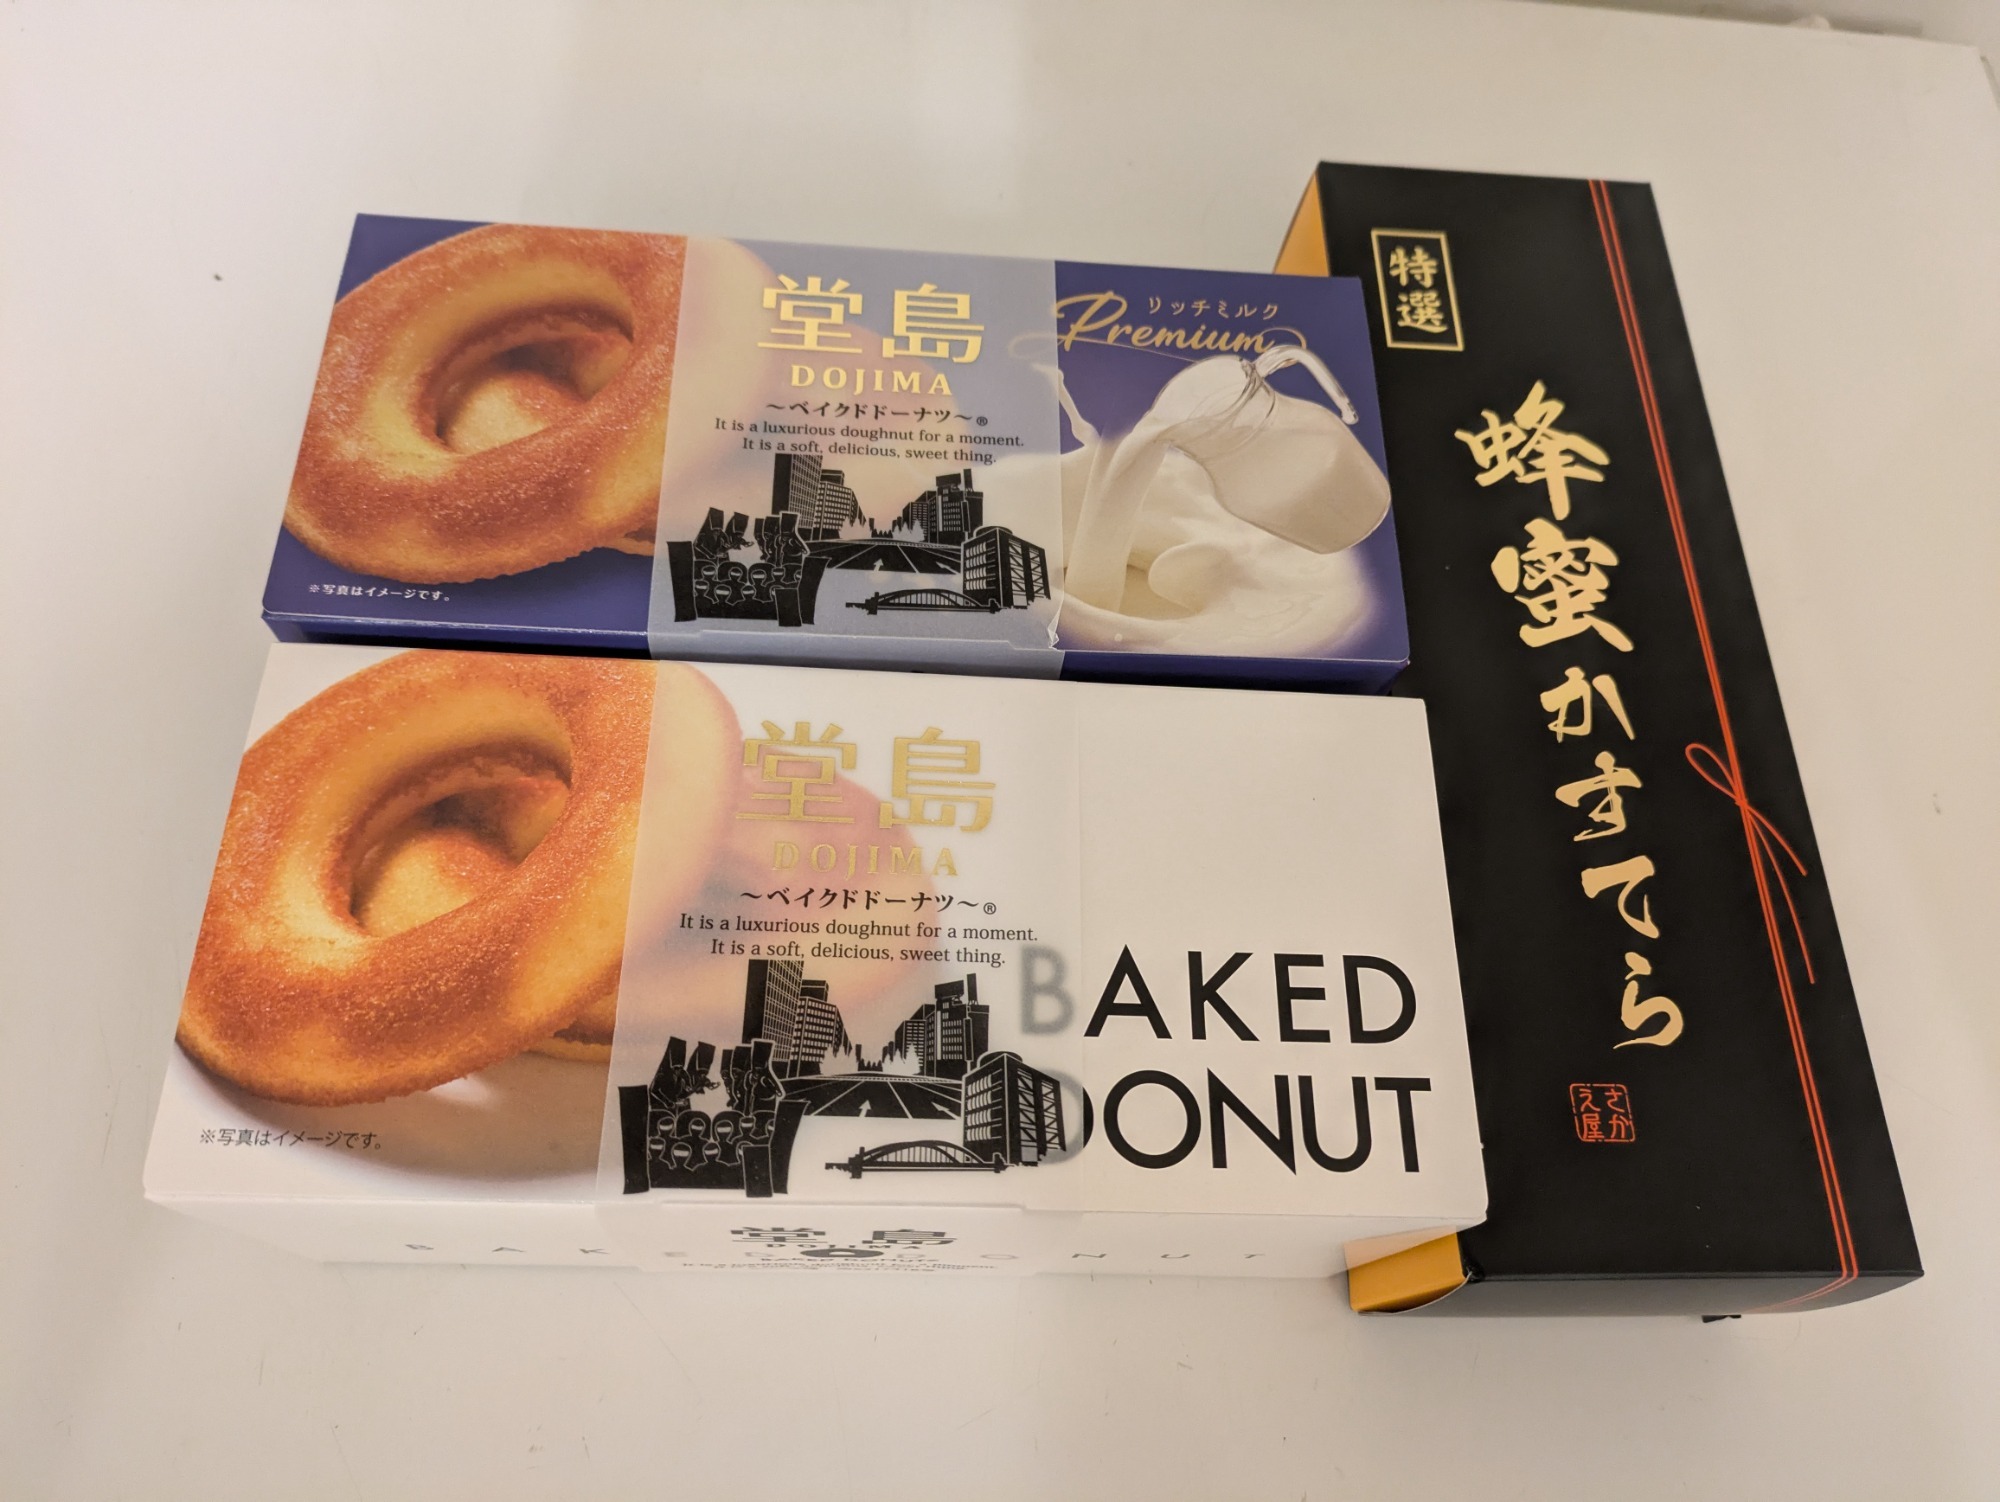 堂島
DOJIMA
～ベイクドドーナツ～®
It is a luxurious doughnut for a moment.
It is a soft, delicious, sweet thing.
リッチミルク
Premium
※写真はイメージです。
堂島
DOJIMA
～ベイクドドーナツ～®
It is a luxurious doughnut for a moment.
It is a soft, delicious, sweet thing.
BAKED
DONUT
※写真はイメージです。
BAKED DONUT
堂島
DOJIMA
特選
蜂蜜かすてら
さか
え屋